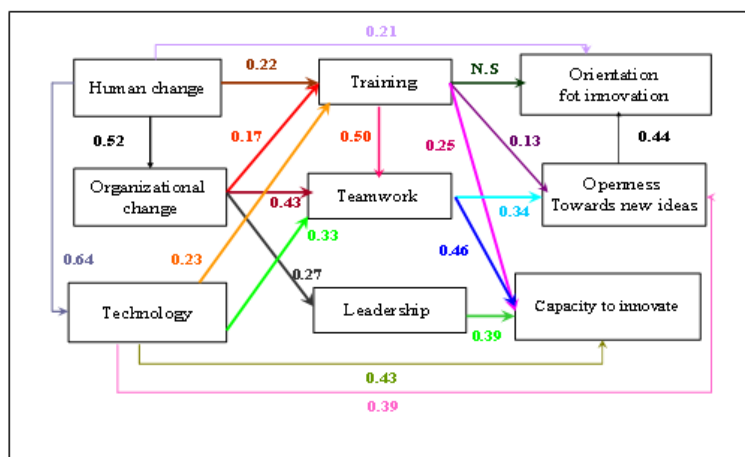 0.21
0.22
N.S
Human change
Training
Orientation
fot innovation
0.52
0.17
0.50
0.25
0.13
0.44
Organizational
change
0.43
Teamwork
0.34
Openness
Towards new ideas
0.33
0.46
0.64
0.23
0.27
Technology
Leadership
0.39
Capacity to innovate
0.43
0.39